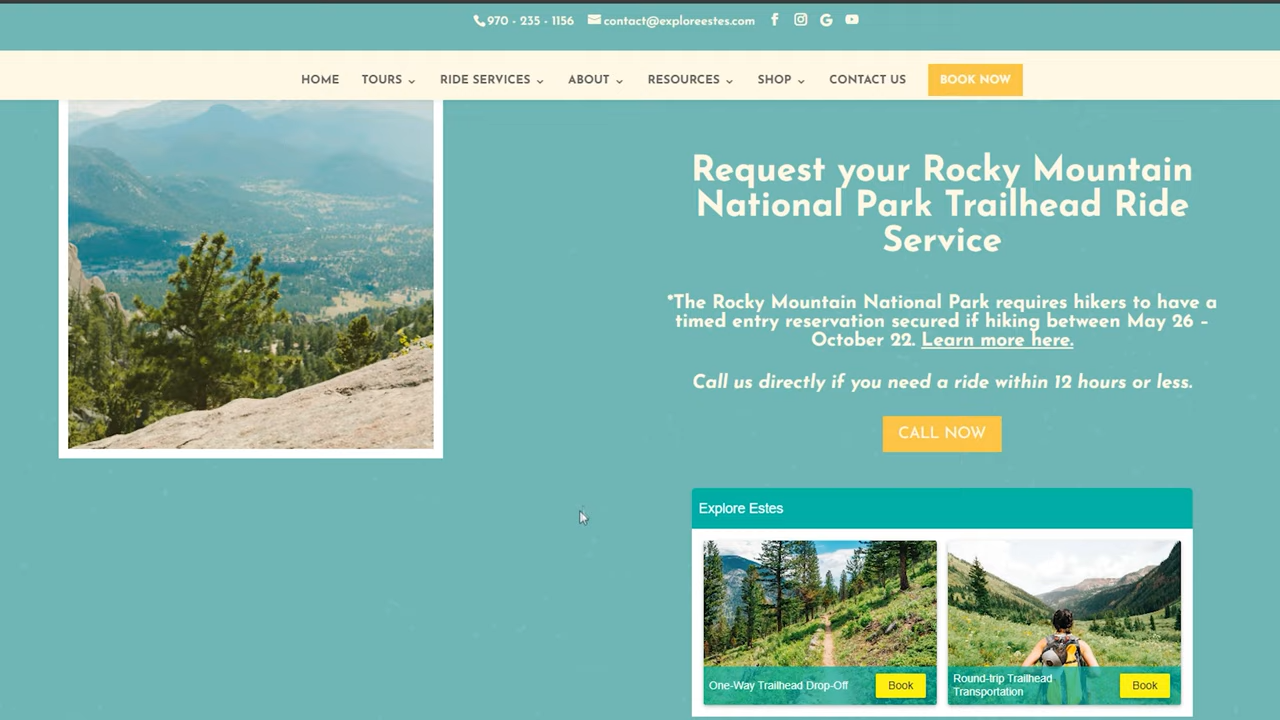 970 - 235 - 1156 contact@exploreestes.com
HOME TOURS RIDE SERVICES ABOUT RESOURCES SHOP CONTACT US BOOK NOW
Request your Rocky Mountain
National Park Trailhead Ride
Service
*The Rocky Mountain National Park requires hikers to have a
timed entry reservation secured if hiking between May 26 –
October 22. Learn more here.
Call us directly if you need a ride within 12 hours or less.
CALL NOW
Explore Estes
One-Way Trailhead Drop-Off Book
Round-trip Trailhead
Transportation Book